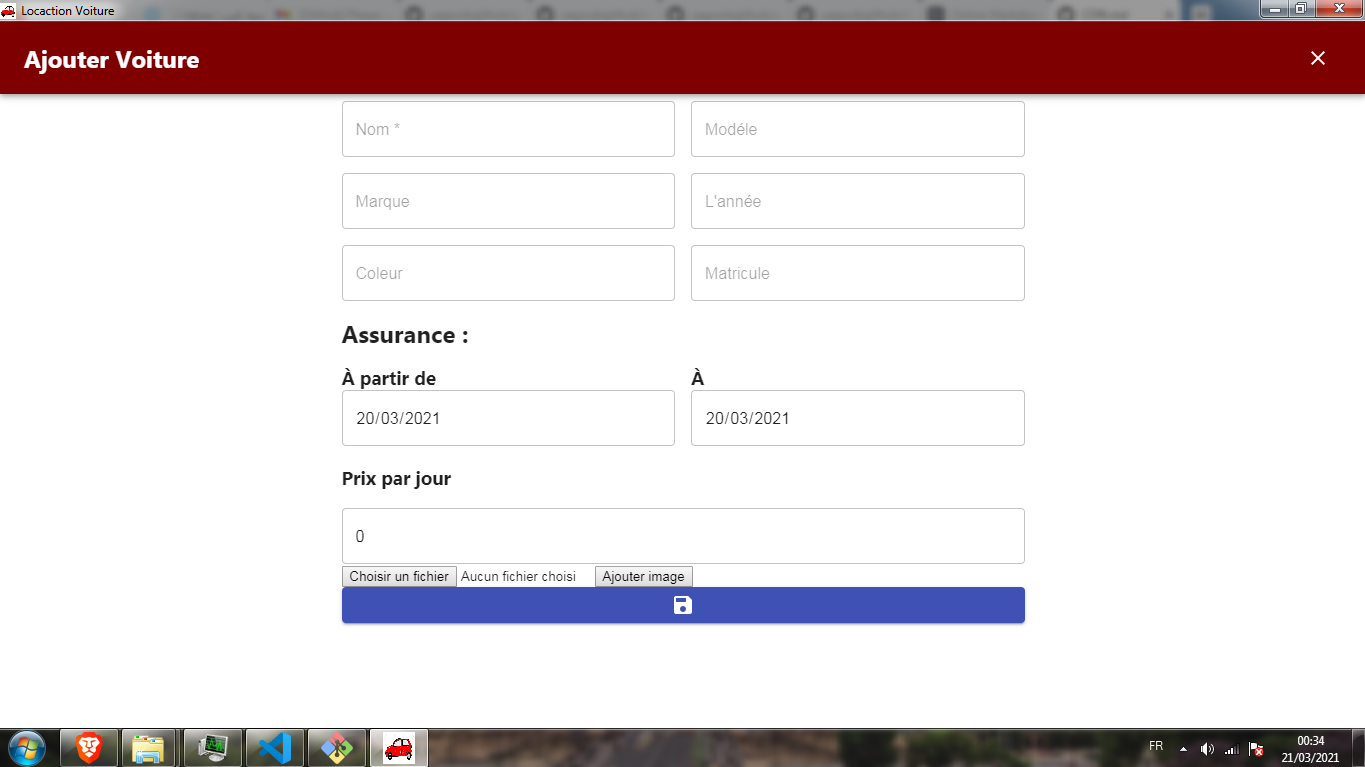 Locaction Voiture
Ajouter Voiture
Nom *
Modéle
Marque
L'année
Coleur
Matricule
Assurance :
À partir de
À
20/03/2021
20/03/2021
Prix par jour
0
Choisir un fichier
Aucun fichier choisi
Ajouter image
FR
00:34
21/03/2021